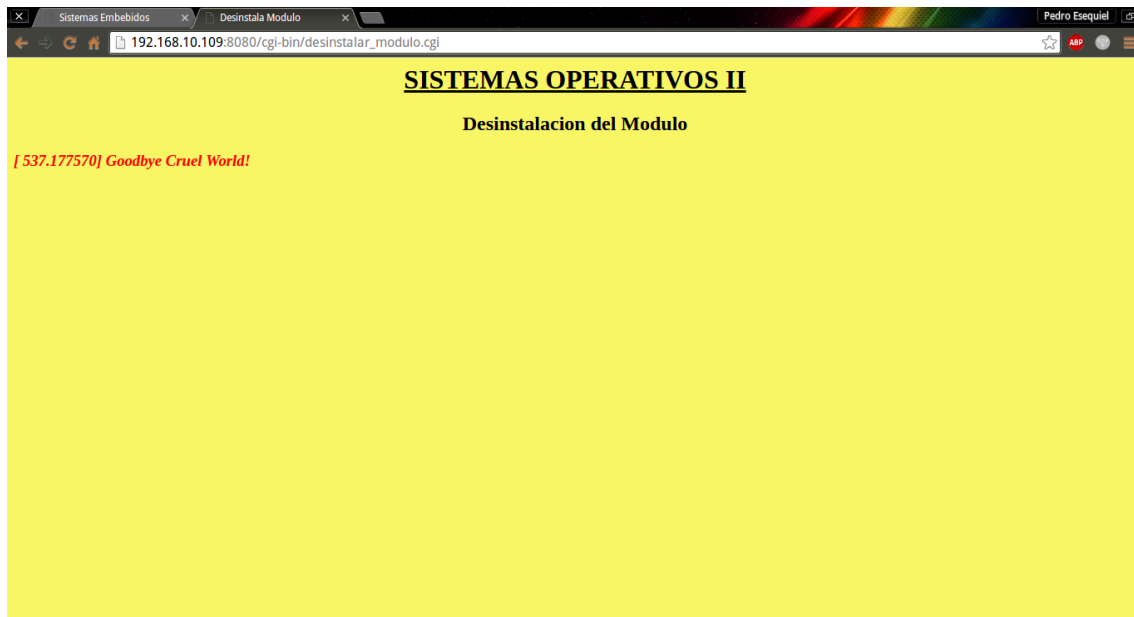 Sistemas Embebidos
Desinstala Modulo
Pedro Esequiel
192.168.10.109:8080/cgi-bin/desinstalar_modulo.cgi
ABP
SISTEMAS OPERATIVOS II
Desinstalacion del Modulo
[ 537.177570] Goodbye Cruel World!